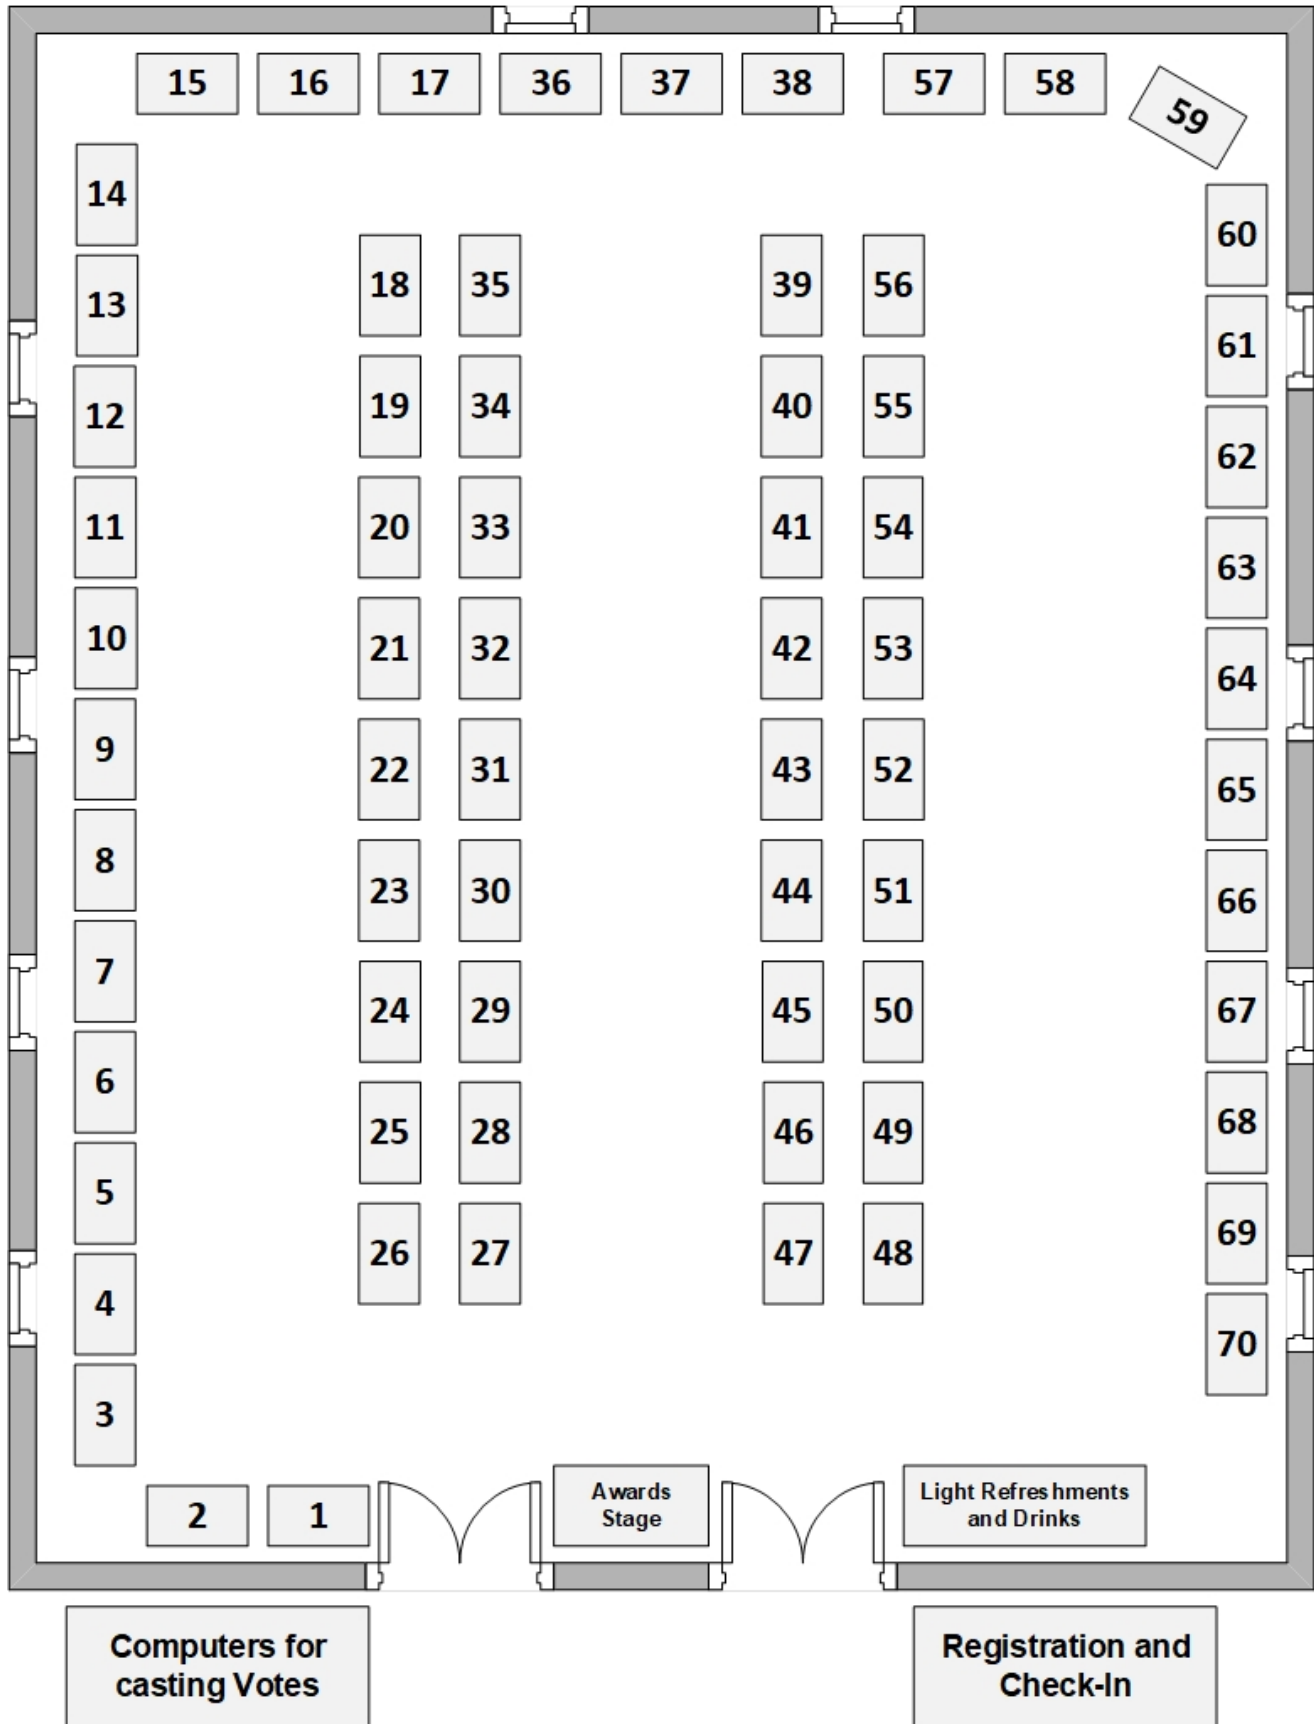 15 16 17 36 37 38 57 58
59
14
60
13
18 35 39 56
61
12
19 34 40 55
62
11
20 33 41 54
63
10
21 32 42 53
64
9
22 31 43 52
65
8
23 30 44 51
66
7
24 29 45 50
67
6
25 28 46 49
68
5
69
26 27 47 48
4
70
3
2 1
Awards
Stage
Light Refreshments
and Drinks
Computers for
casting Votes
Registration and
Check-In